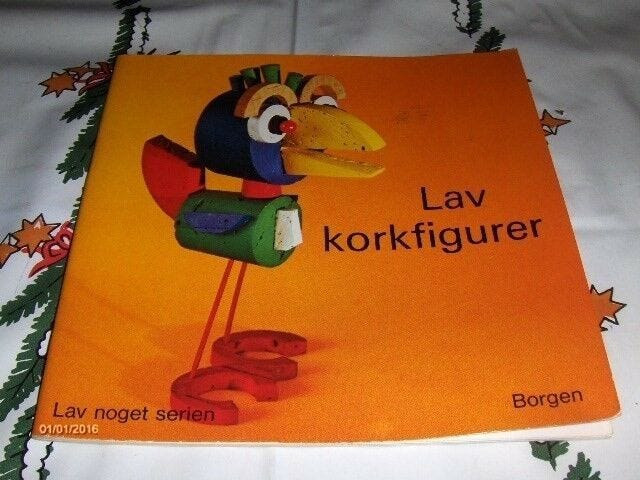 Lav
korkfigurer
Lav noget serien
Borgen
01/01/2016